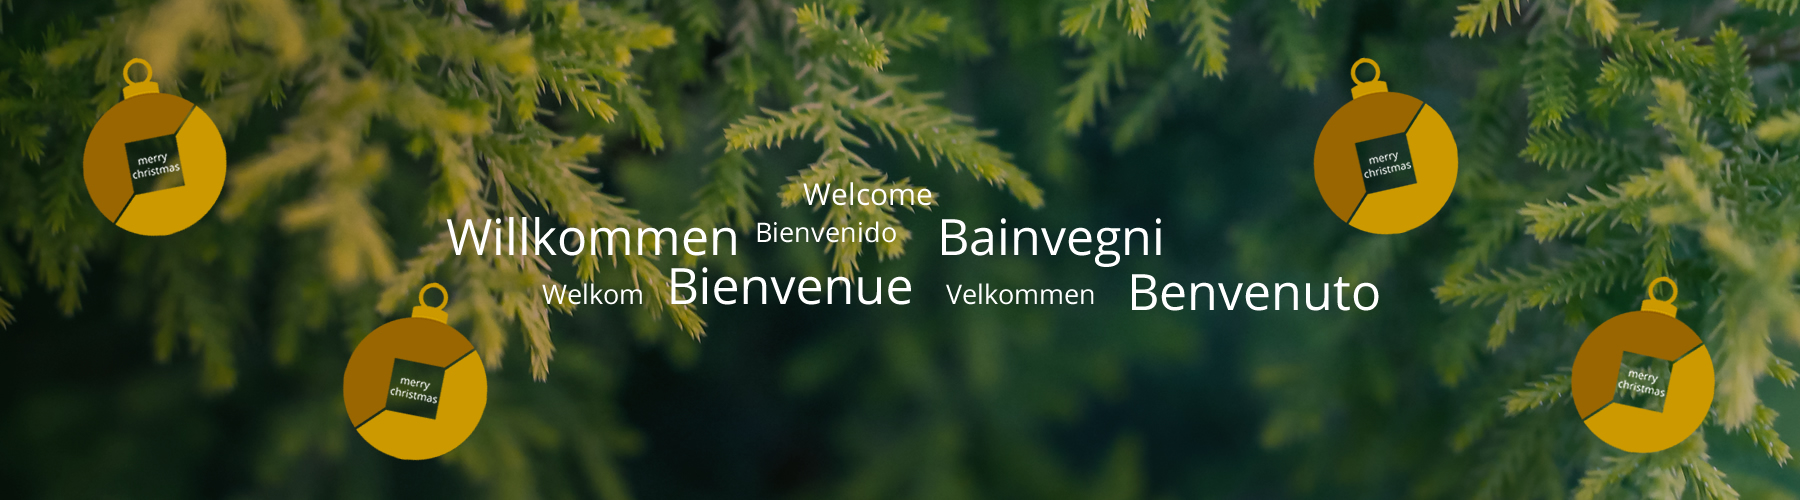 merry
christmas
merry
christmas
Welcome
Willkommen Bienvenido Bainvegni
Welkom Bienvenue Velkommen Benvenuto
merry
christmas
merry
christmas